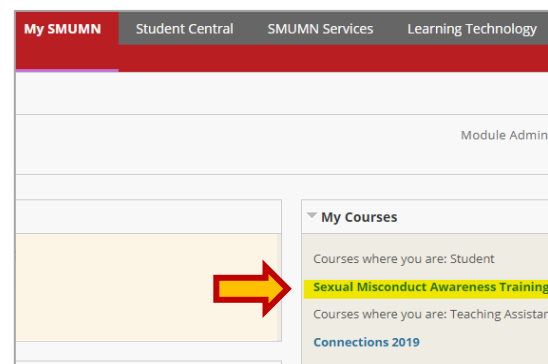 My SMUMN Student Central SMUMN Services Learning Technology
Module Admin
My Courses
Courses where you are: Student
Sexual Misconduct Awareness Training
Courses where you are: Teaching Assistan
Connections 2019